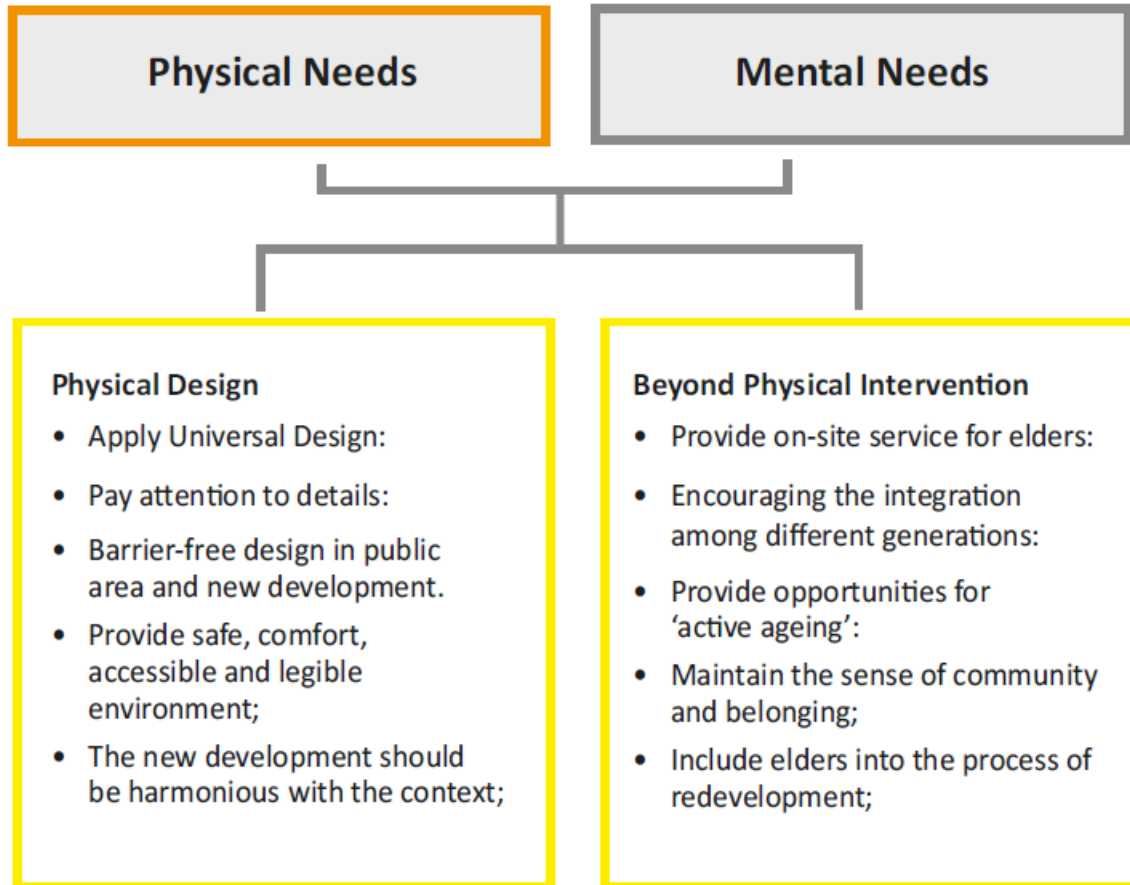 Physical Needs
Mental Needs
Physical Design
• Apply Universal Design:
• Pay attention to details:
• Barrier-free design in public
area and new development.
• Provide safe, comfort,
accessible and legible
environment;
• The new development should
be harmonious with the context;
Beyond Physical Intervention
• Provide on-site service for elders:
• Encouraging the integration
among different generations:
• Provide opportunities for
‘active ageing’:
• Maintain the sense of community
and belonging;
• Include elders into the process of
redevelopment;